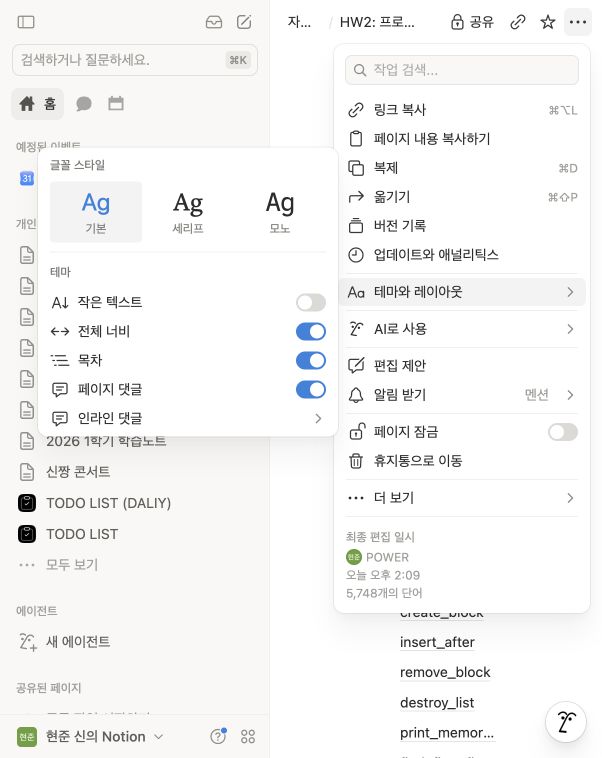 자...
/
HW2: 프로...
공유
검색하거나 질문하세요.
⌘K
홈
예정된 이벤트
31
개인
2026 1학기 학습노트
신짱 콘서트
TODO LIST (DALIY)
TODO LIST
모두 보기
에이전트
새 에이전트
공유된 페이지
현준
현준 신의 Notion
글꼴 스타일
Ag
Ag
Ag
기본
세리프
모노
테마
작은 텍스트
전체 너비
목차
페이지 댓글
인라인 댓글
작업 검색...
링크 복사
⌘⌥L
페이지 내용 복사하기
복제
⌘D
옮기기
⌘⇧P
버전 기록
업데이트와 애널리틱스
Aa 테마와 레이아웃
AI로 사용
편집 제안
알림 받기
멘션
페이지 잠금
휴지통으로 이동
더 보기
최종 편집 일시
현준 POWER
오늘 오후 2:09
5,748개의 단어
create_block
insert_after
remove_block
destroy_list
print_memor...